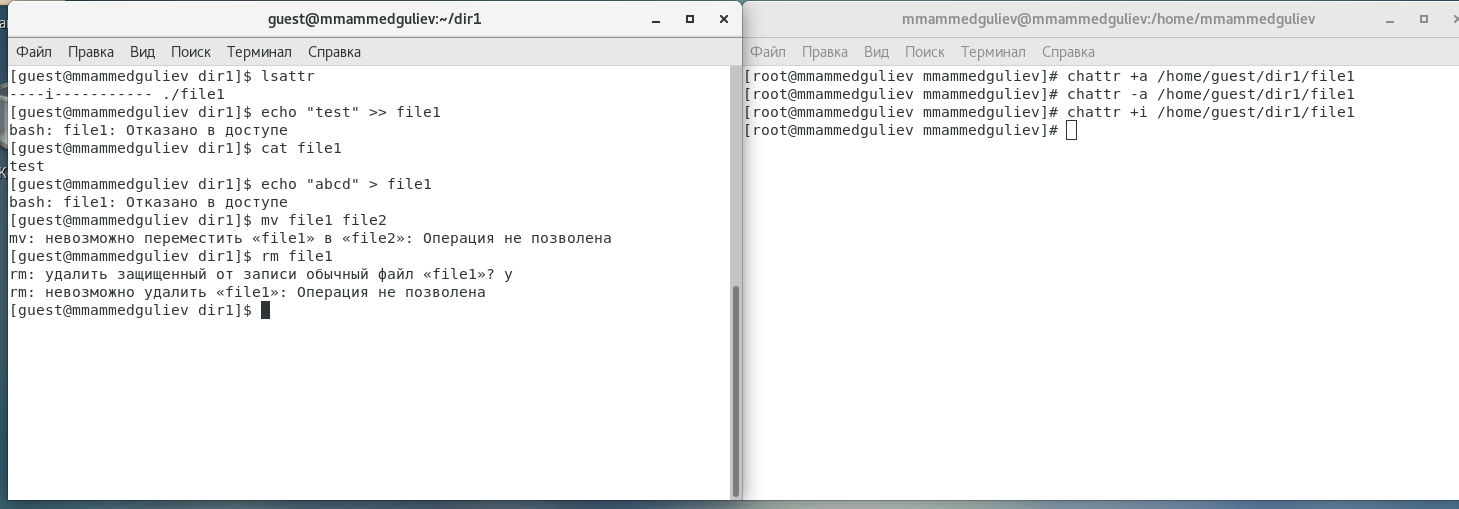 guest@mmammedguliev:~/dir1
Файл Правка Вид Поиск Терминал Справка
[guest@mmammedguliev dir1]$ lsattr
----i----------- ./file1
[guest@mmammedguliev dir1]$ echo "test" >> file1
bash: file1: Отказано в доступе
[guest@mmammedguliev dir1]$ cat file1
test
[guest@mmammedguliev dir1]$ echo "abcd" > file1
bash: file1: Отказано в доступе
[guest@mmammedguliev dir1]$ mv file1 file2
mv: невозможно переместить «file1» в «file2»: Операция не позволена
[guest@mmammedguliev dir1]$ rm file1
rm: удалить защищенный от записи обычный файл «file1»? y
rm: невозможно удалить «file1»: Операция не позволена
[guest@mmammedguliev dir1]$
mmammedguliev@mmammedguliev:/home/mmammedguliev
Файл Правка Вид Поиск Терминал Справка
[root@mmammedguliev mmammedguliev]# chattr +a /home/guest/dir1/file1
[root@mmammedguliev mmammedguliev]# chattr -a /home/guest/dir1/file1
[root@mmammedguliev mmammedguliev]# chattr +i /home/guest/dir1/file1
[root@mmammedguliev mmammedguliev]#